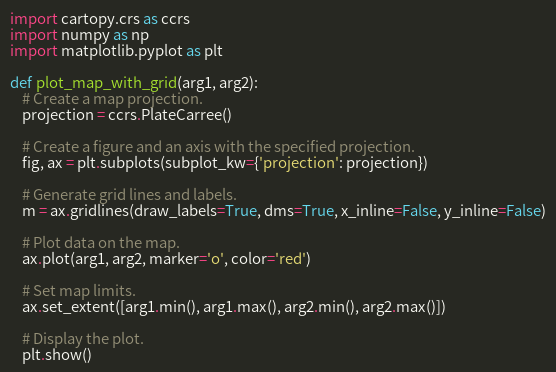 import cartopy.crs as ccrs
import numpy as np
import matplotlib.pyplot as plt

def plot_map_with_grid(arg1, arg2):
    # Create a map projection.
    projection = ccrs.PlateCarree()

    # Create a figure and an axis with the specified projection.
    fig, ax = plt.subplots(subplot_kw={'projection': projection})

    # Generate grid lines and labels.
    m = ax.gridlines(draw_labels=True, dms=True, x_inline=False, y_inline=False)

    # Plot data on the map.
    ax.plot(arg1, arg2, marker='o', color='red')

    # Set map limits.
    ax.set_extent([arg1.min(), arg1.max(), arg2.min(), arg2.max()])

    # Display the plot.
    plt.show()